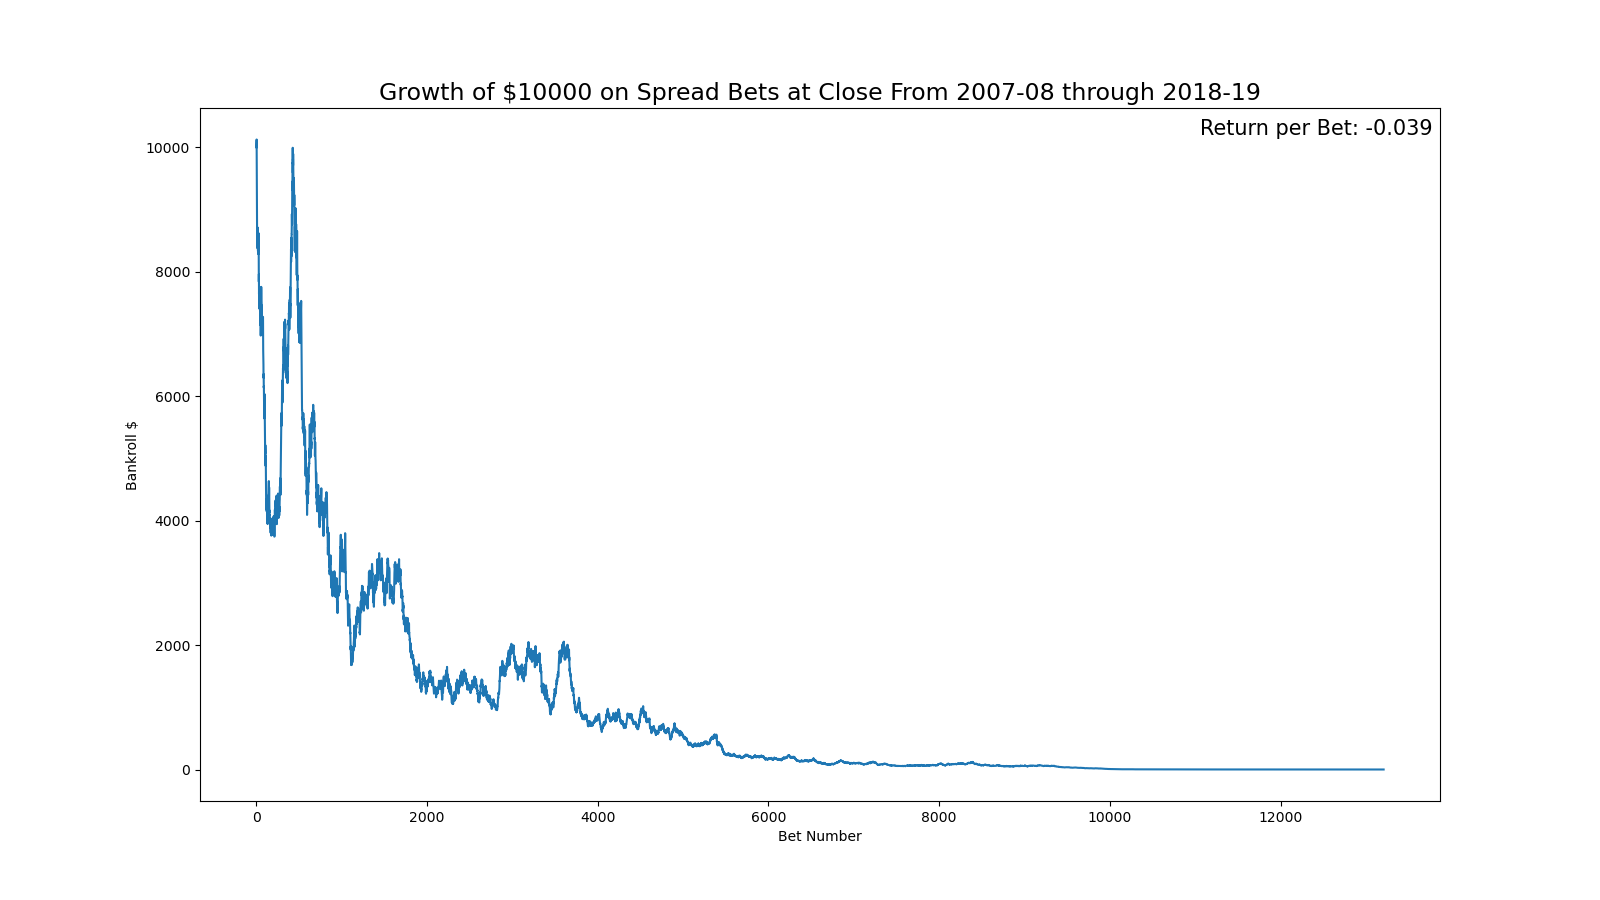 Growth of $10000 on Spread Bets at Close From 2007-08 through 2018-19
Return per Bet: -0.039
10000
8000
6000
4000
2000
0
Bankroll $
0 2000 4000 6000 8000 10000 12000
Bet Number